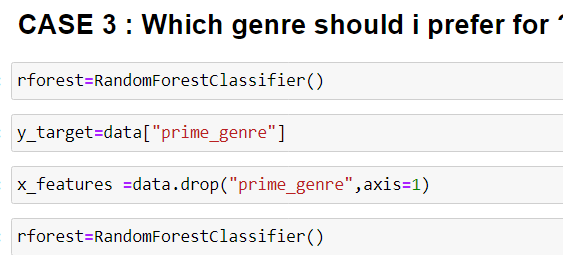 CASE 3 : Which genre should i prefer for ?
rforest=RandomForestClassifier()
y_target=data["prime_genre"]
x_features =data.drop("prime_genre",axis=1)
rforest=RandomForestClassifier()